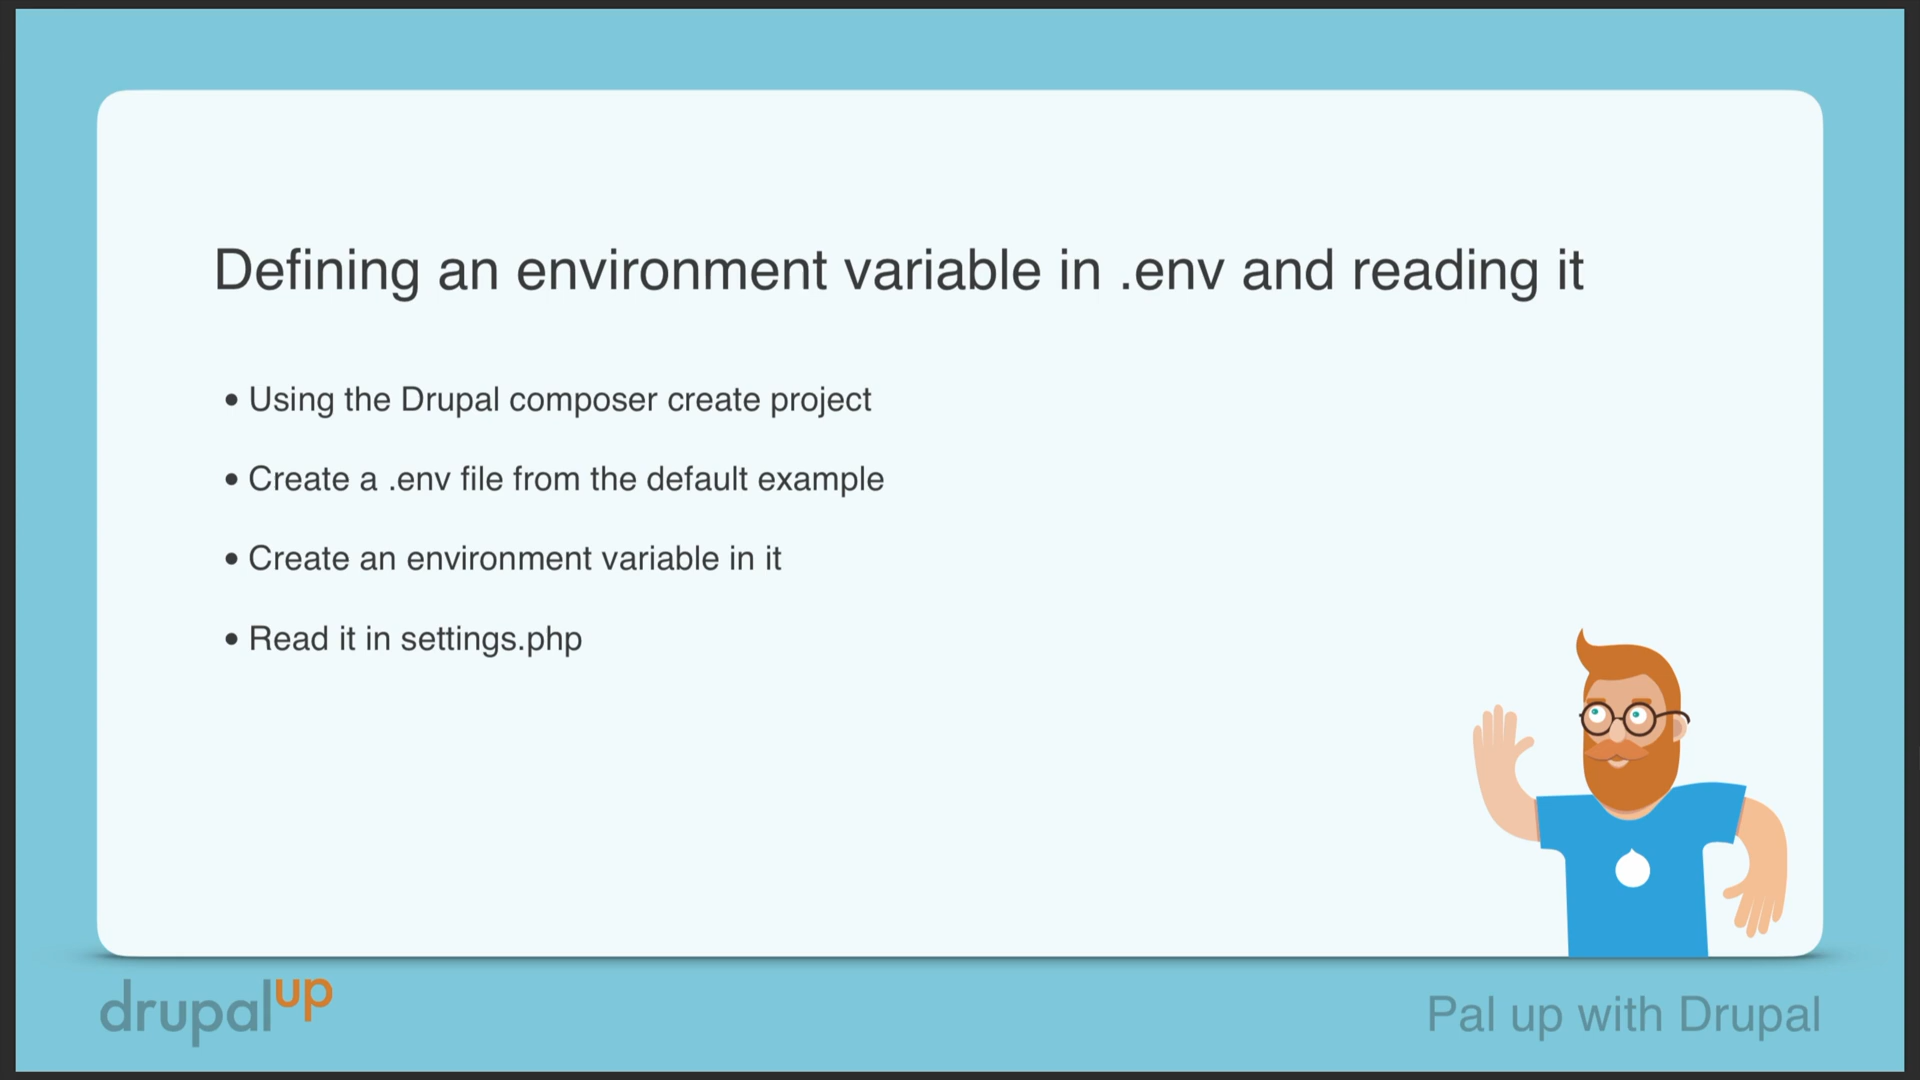 Defining an environment variable in .env and reading it
• Using the Drupal composer create project
• Create a .env file from the default example
• Create an environment variable in it
• Read it in settings.php
drupalup
Pal up with Drupal